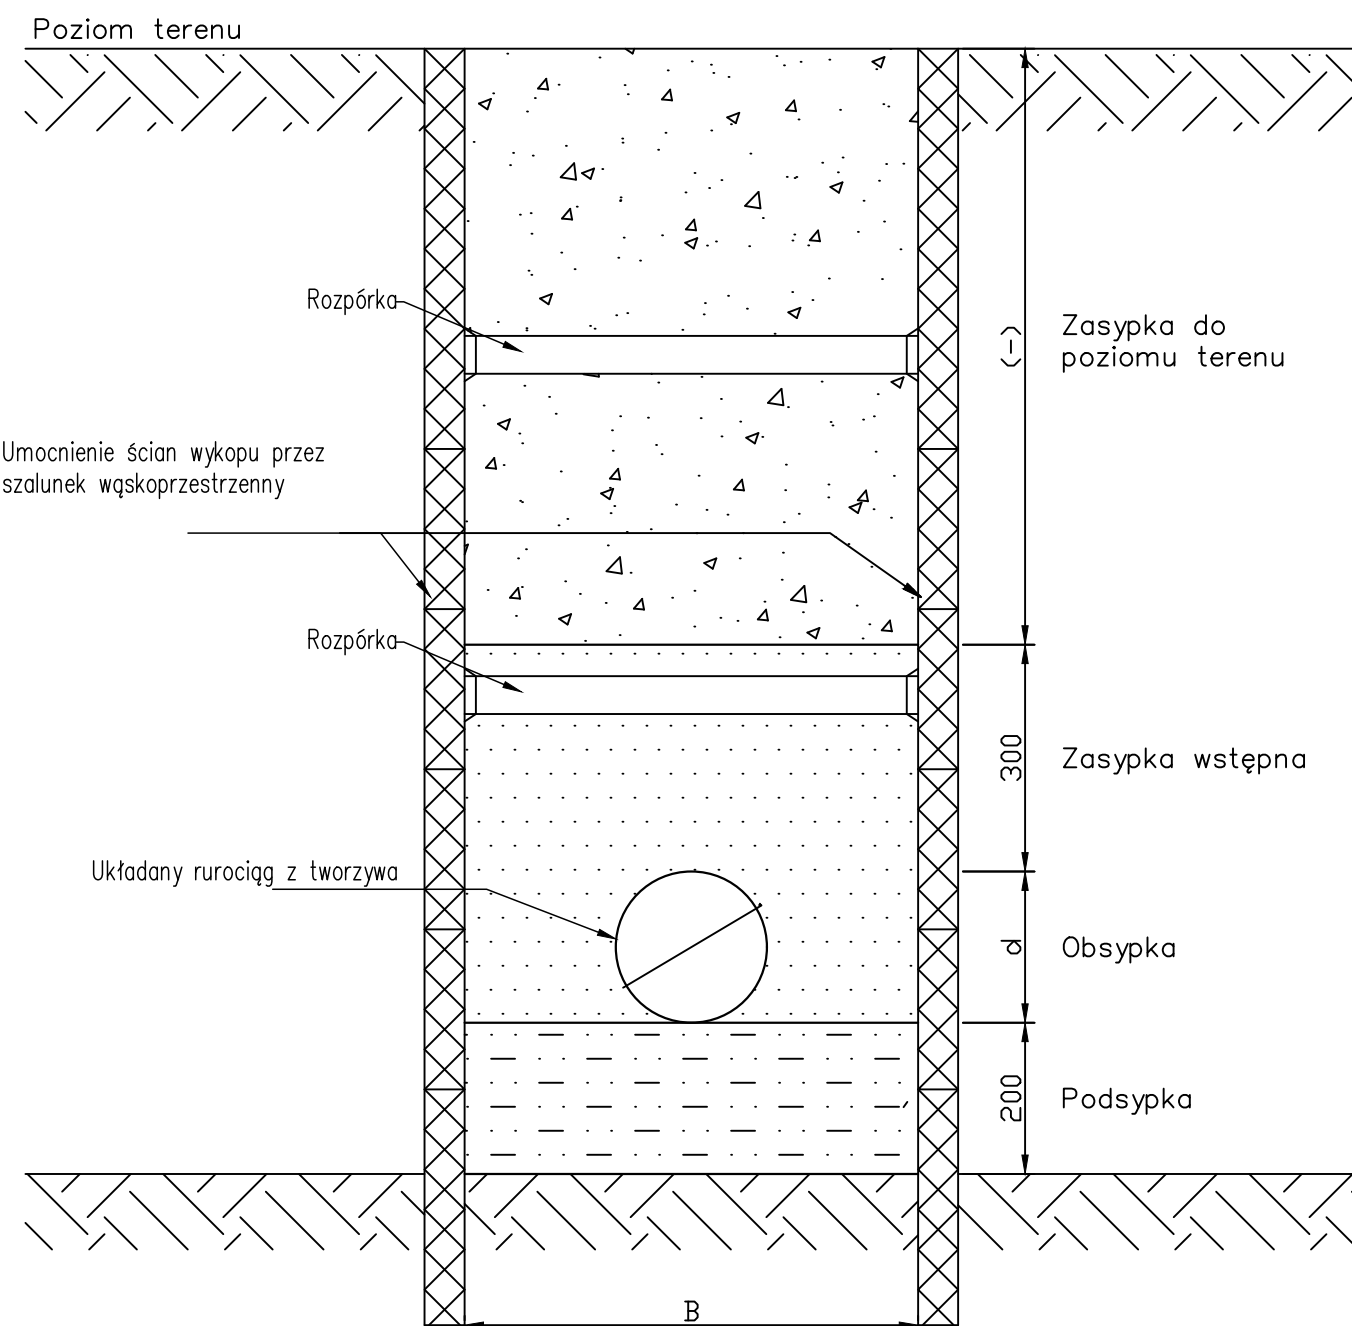 Poziom terenu
Rozpórka
(-)
Zasypka do
poziomu terenu
Umocnienie ścian wykopu przez
szalunek wąskoprzestrzenny
Rozpórka
300
Zasypka wstępna
Układany rurociąg z tworzywa
d
Obsypka
200
Podsypka
B